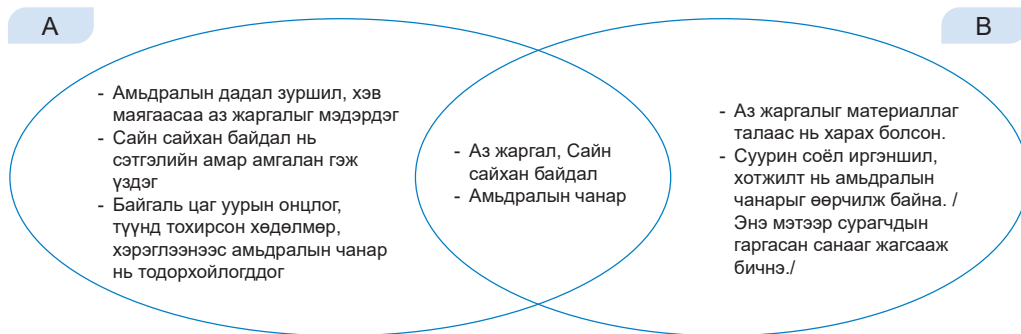 A
B
- Амьдралын дадал зуршил, хэв
маягаасаа аз жаргалыг мэдэрдэг
- Сайн сайхан байдал нь
сэтгэлийн амар амгалан гэж
үздэг
- Байгаль цаг уурын онцлог,
түүнд тохирсон хөдөлмөр,
хэрэглээнээс амьдралын чанар
нь тодорхойлогддог
- Аз жаргал, Сайн
сайхан байдал
- Амьдралын чанар
- Аз жаргалыг материаллаг
талаас нь харах болсон.
- Суурин соёл иргэншил,
хотжилт нь амьдралын
чанарыг өөрчилж байна. /
Энэ мэтээр сурагчдын
гаргасан санааг жагсааж
бичнэ./